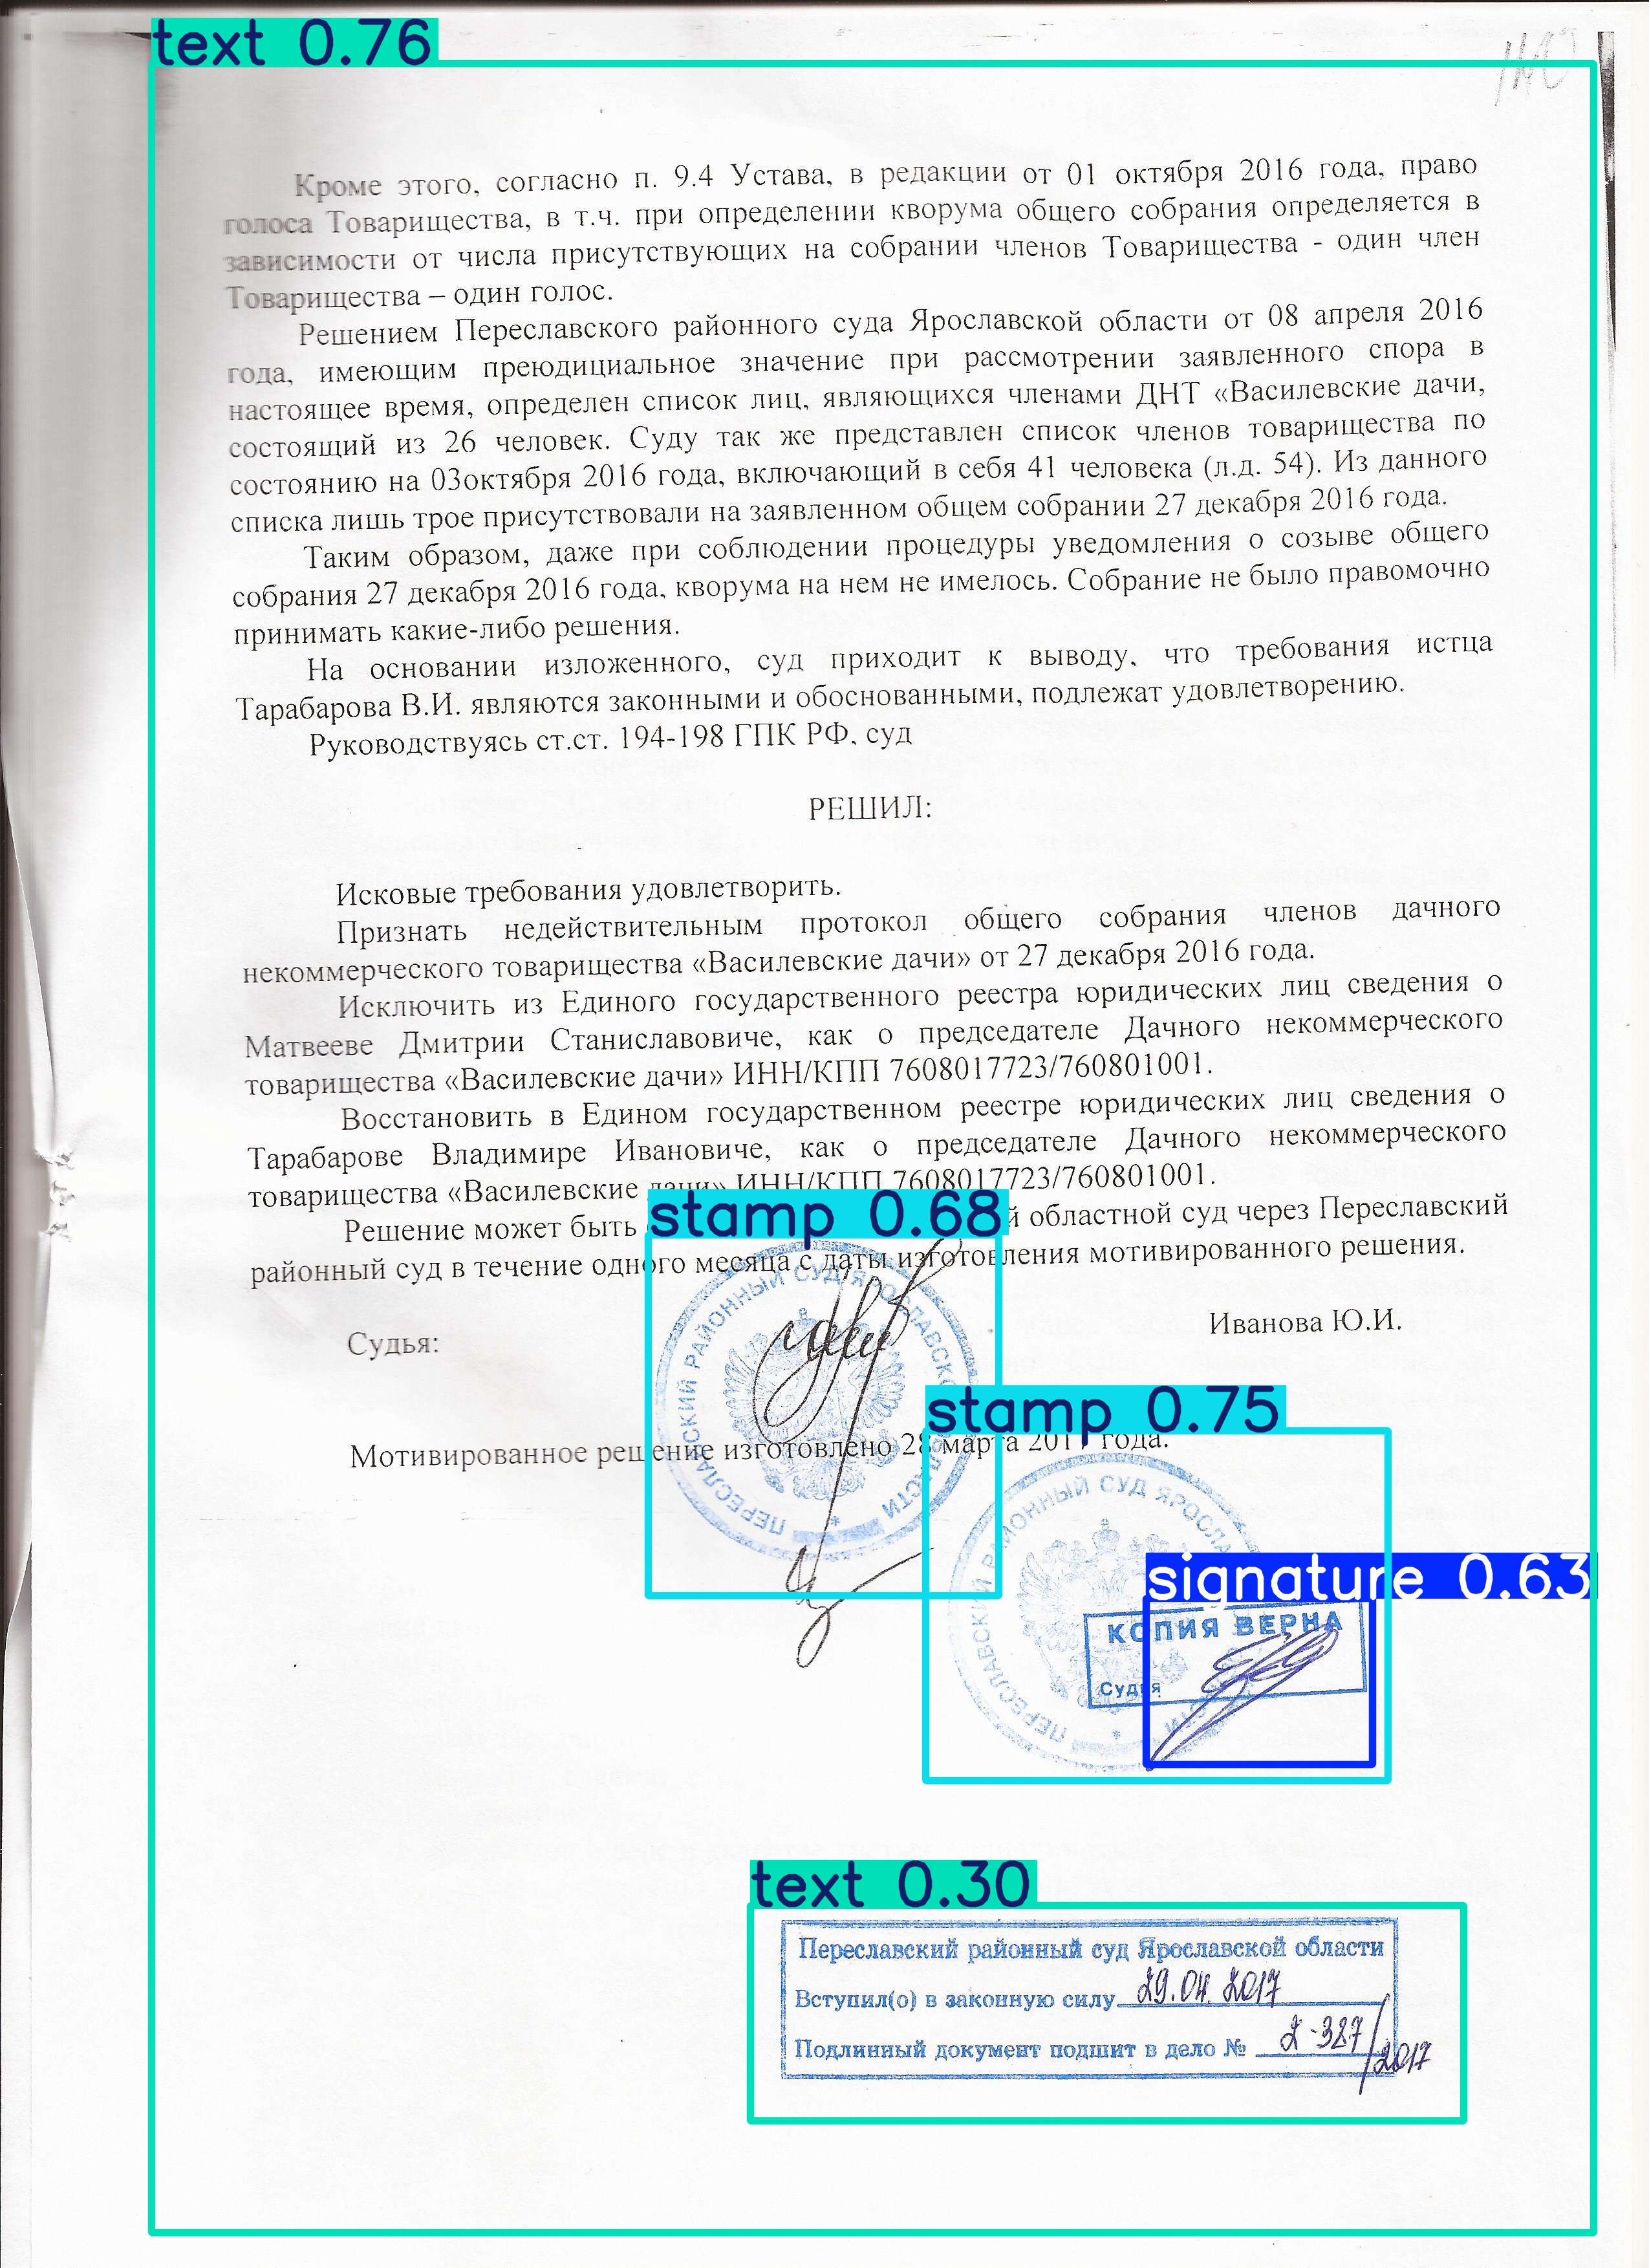 text 0.76
Кроме этого, согласно п. 9.4 Устава, в редакции от 01 октября 2016 года, право
голоса Товарищества, в т.ч. при определении кворума общего собрания определяется в
зависимости от числа присутствующих на собрании членов Товарищества - один член
Товарищества – один голос.
Решением Переславского районного суда Ярославской области от 08 апреля 2016
года, имеющим преюдициальное значение при рассмотрении заявленного спора в
настоящее время, определен список лиц, являющихся членами ДНТ «Василевские дачи,
состоящий из 26 человек. Суду так же представлен список членов товарищества по
состоянию на 03октября 2016 года, включающий в себя 41 человека (л.д. 54). Из данного
списка лишь трое присутствовали на заявленном общем собрании 27 декабря 2016 года.
Таким образом, даже при соблюдении процедуры уведомления о созыве общего
собрания 27 декабря 2016 года, кворума на нем не имелось. Собрание не было правомочно
принимать какие-либо решения.
На основании изложенного, суд приходит к выводу, что требования истца
Тарабарова В.И. являются законными и обоснованными, подлежат удовлетворению.
Руководствуясь ст.ст. 194-198 ГПК РФ, суд
РЕШИЛ:
Исковые требования удовлетворить.
Признать недействительным протокол общего собрания членов дачного
некоммерческого товарищества «Василевские дачи» от 27 декабря 2016 года.
Исключить из Единого государственного реестра юридических лиц сведения о
Матвееве Дмитрии Станиславовиче, как о председателе Дачного некоммерческого
товарищества «Василевские дачи» ИНН/КПП 7608017723/760801001.
Восстановить в Едином государственном реестре юридических лиц сведения о
Тарабарове Владимире Ивановиче, как о председателе Дачного некоммерческого
товарищества «Василевские дачи» ИНН/КПП 7608017723/760801001.
stamp 0.68
Решение может быть областной суд через Переславский
районный суд в течение одного месяца с даты изготовления мотивированного решения.
Судья: Иванова Ю.И.
ПЕРЕСЛАВСКИЙ РАЙОННЫЙ СУД ЯРОСЛАВСКОЙ ОБЛАСТИ
stamp 0.75
Мотивированное решение изготовлено 28 марта 2017 года.
ПЕРЕСЛАВСКИЙ РАЙОННЫЙ СУД
signature 0.63
КОПИЯ ВЕРНА
Судья
text 0.30
Переславский районный суд Ярославской области
Вступил(о) в законную силу 29.04.2017
Подлинный документ подшит в дело № 2-387/2017